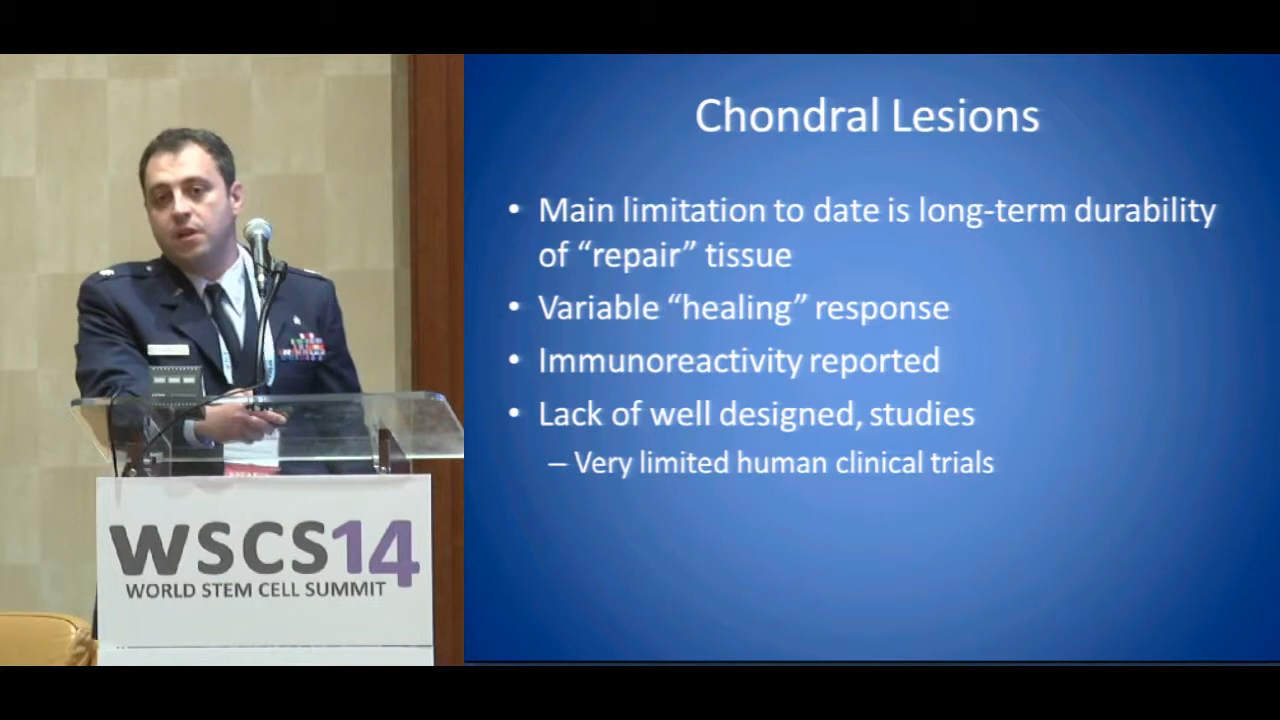 Chondral Lesions
• Main limitation to date is long-term durability
of “repair” tissue
• Variable “healing” response
• Immunoreactivity reported
• Lack of well designed, studies
– Very limited human clinical trials
WSCS14
WORLD STEM CELL SUMMIT